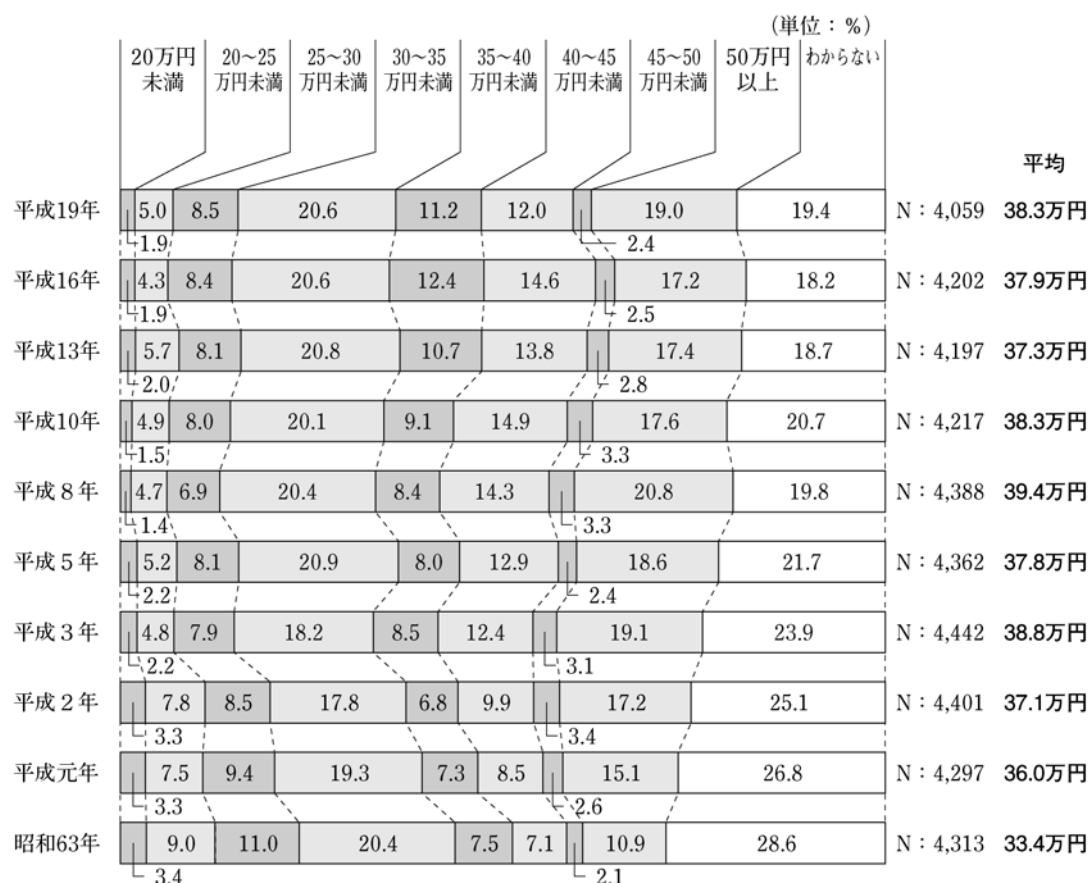 (単位：％)
20万円未満
20〜25万円未満
25〜30万円未満
30〜35万円未満
35〜40万円未満
40〜45万円未満
45〜50万円未満
50万円以上
わからない
平均
平成19年 5.0 8.5 20.6 11.2 12.0 19.0 19.4 N：4,059 38.3万円
1.9 2.4
平成16年 4.3 8.4 20.6 12.4 14.6 17.2 18.2 N：4,202 37.9万円
1.9 2.5
平成13年 5.7 8.1 20.8 10.7 13.8 17.4 18.7 N：4,197 37.3万円
2.0 2.8
平成10年 4.9 8.0 20.1 9.1 14.9 17.6 20.7 N：4,217 38.3万円
1.5 3.3
平成8年 4.7 6.9 20.4 8.4 14.3 20.8 19.8 N：4,388 39.4万円
1.4 3.3
平成5年 5.2 8.1 20.9 8.0 12.9 18.6 21.7 N：4,362 37.8万円
2.2 2.4
平成3年 4.8 7.9 18.2 8.5 12.4 19.1 23.9 N：4,442 38.8万円
2.2 3.1
平成2年 7.8 8.5 17.8 6.8 9.9 17.2 25.1 N：4,401 37.1万円
3.3 3.4
平成元年 7.5 9.4 19.3 7.3 8.5 15.1 26.8 N：4,297 36.0万円
3.3 2.6
昭和63年 9.0 11.0 20.4 7.5 7.1 10.9 28.6 N：4,313 33.4万円
3.4 2.1